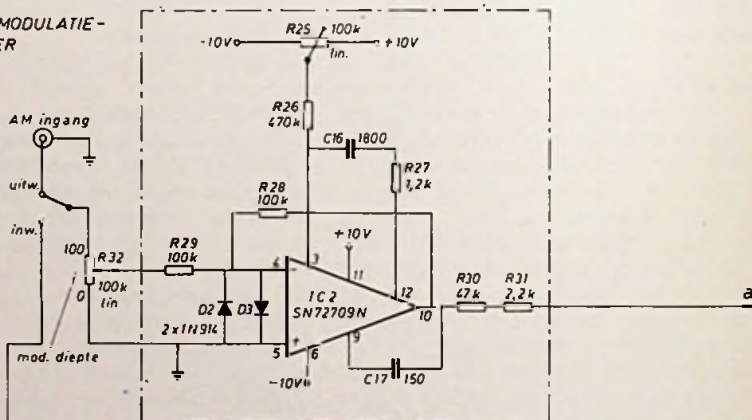 MODULATIE-
ER
R25
100k
-10V
+10V
lin.
AM ingang
R26
470k
C16
1800
R27
1,2k
uitw.
R28
100k
inw.
+10V
R29
100k
100
R32
4
-
3
11
12
R30
47k
R31
2,2k
a
i
0
100k
lin
D2
D3
IC2
SN72709N
10
2x1N914
9
mod. diepte
5
+
6
-10V
C17
150